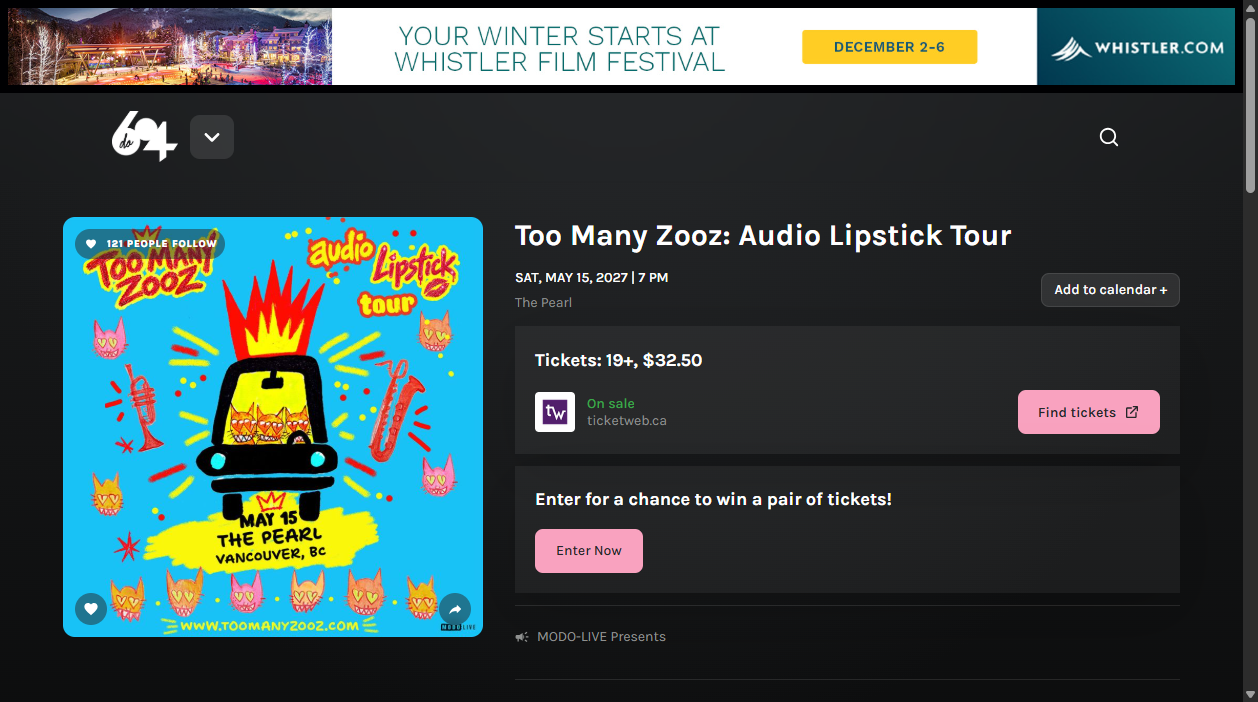 YOUR WINTER STARTS AT
WHISTLER FILM FESTIVAL
DECEMBER 2-6
WHISTLER.COM
do604
121 PEOPLE FOLLOW
TOO MANY
ZOOZ
audio
Lipstick
tour
MAY 15
THE PEARL
VANCOUVER, BC
WWW.TOOMANYZOOZ.COM
MODO LIVE
Too Many Zooz: Audio Lipstick Tour
SAT, MAY 15, 2027 | 7 PM
The Pearl
Add to calendar +
Tickets: 19+, $32.50
tw
On sale
ticketweb.ca
Find tickets
Enter for a chance to win a pair of tickets!
Enter Now
MODO-LIVE Presents